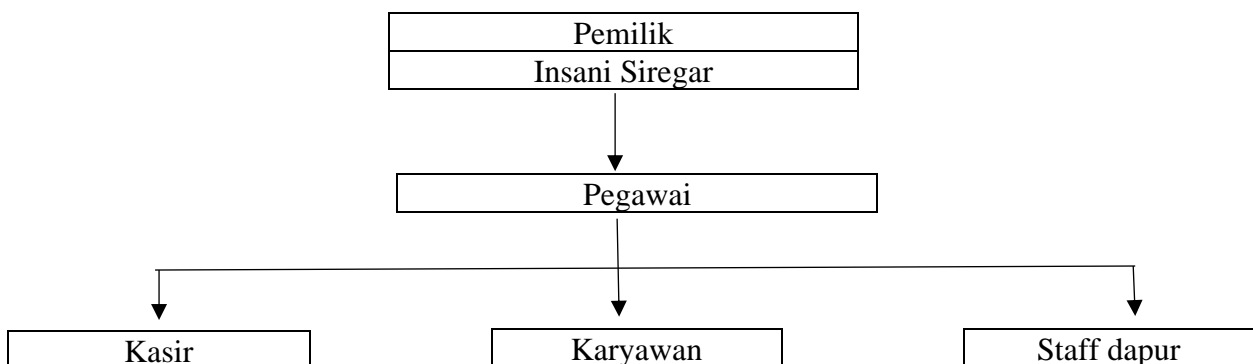 Pemilik
Insani Siregar
Pegawai
Kasir
Karyawan
Staff dapur